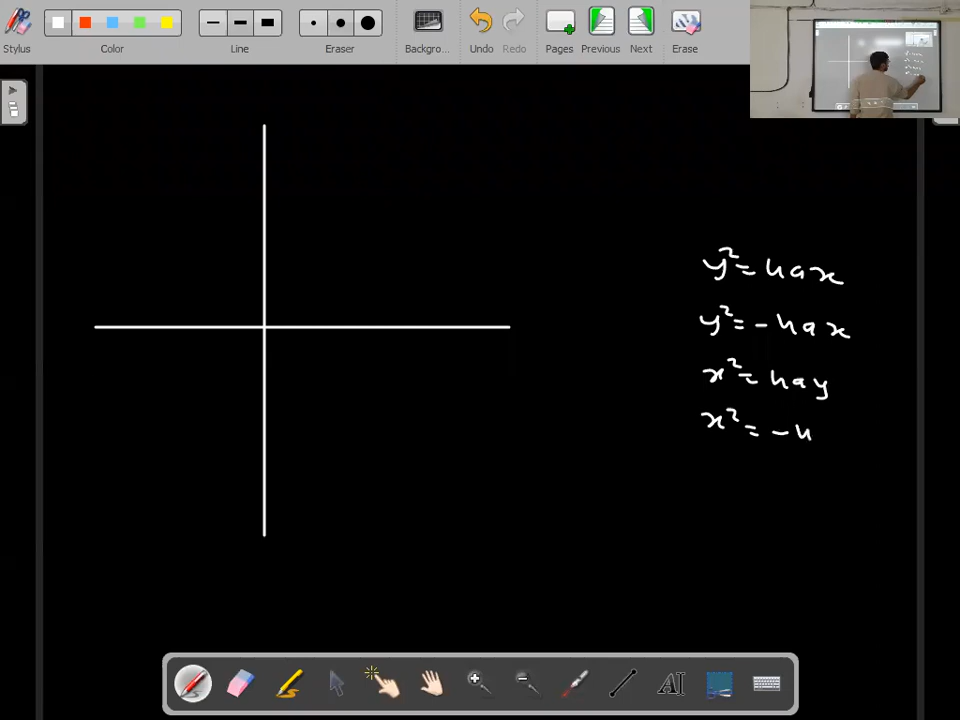 Stylus Color Line Eraser Backgro... Undo Redo Pages Previous Next Erase
y² = 4ax
y² = -4ax
x² = 4ay
x² = -4